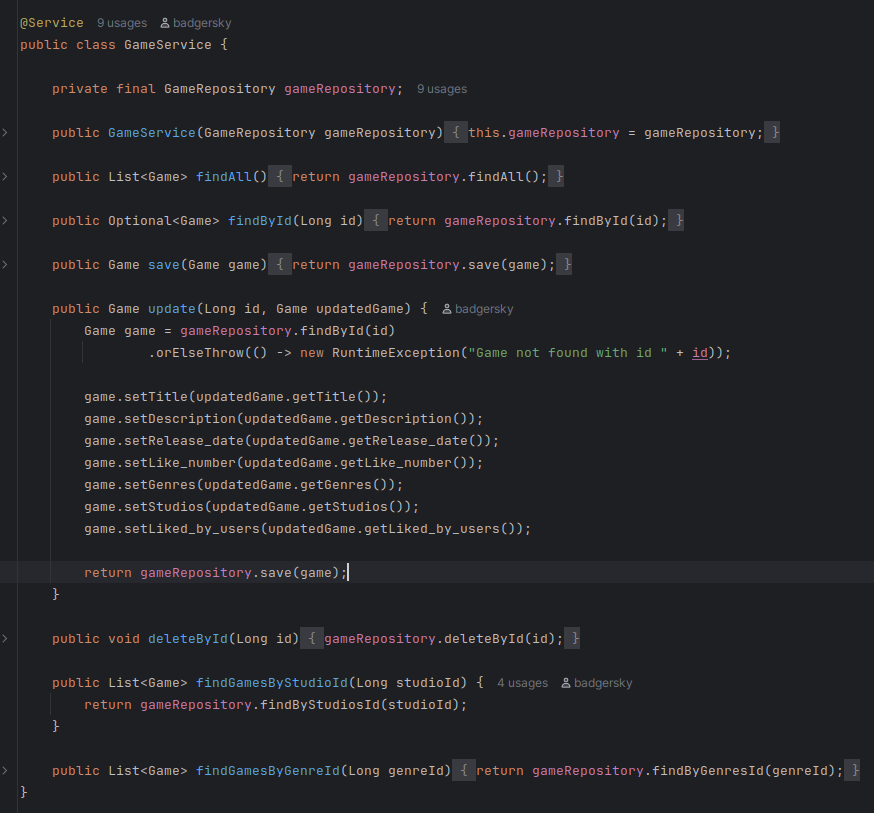 @Service 9 usages badgersky
public class GameService {
private final GameRepository gameRepository; 9 usages
public GameService(GameRepository gameRepository) { this.gameRepository = gameRepository; }
public List<Game> findAll() { return gameRepository.findAll(); }
public Optional<Game> findById(Long id) { return gameRepository.findById(id); }
public Game save(Game game) { return gameRepository.save(game); }
public Game update(Long id, Game updatedGame) { badgersky
Game game = gameRepository.findById(id)
.orElseThrow(() -> new RuntimeException("Game not found with id " + id));
game.setTitle(updatedGame.getTitle());
game.setDescription(updatedGame.getDescription());
game.setRelease_date(updatedGame.getRelease_date());
game.setLike_number(updatedGame.getLike_number());
game.setGenres(updatedGame.getGenres());
game.setStudios(updatedGame.getStudios());
game.setLiked_by_users(updatedGame.getLiked_by_users());
return gameRepository.save(game);
}
public void deleteById(Long id) { gameRepository.deleteById(id); }
public List<Game> findGamesByStudioId(Long studioId) { 4 usages badgersky
return gameRepository.findByStudiosId(studioId);
}
public List<Game> findGamesByGenreId(Long genreId) { return gameRepository.findByGenresId(genreId); }
}